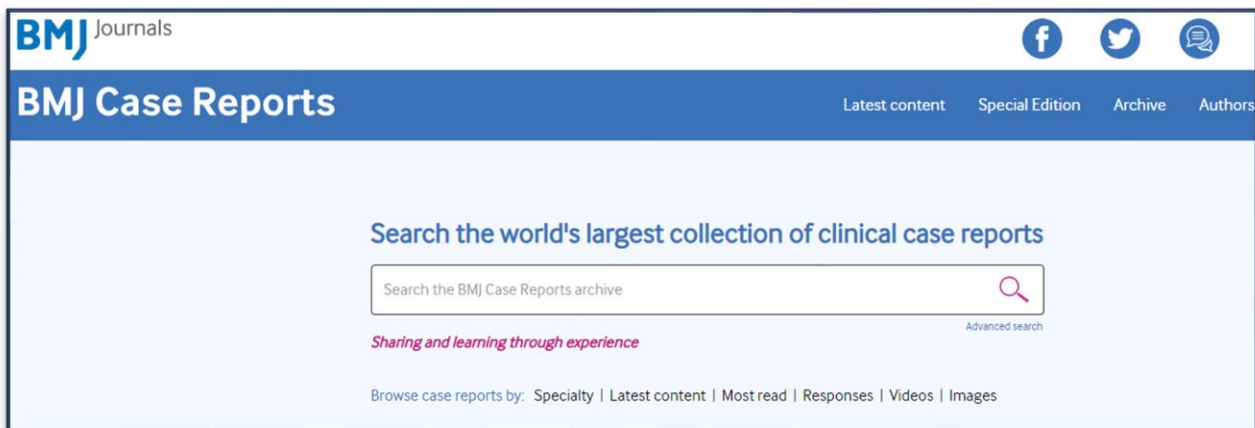 BMJ Journals
BMJ Case Reports
Latest content Special Edition Archive Authors
Search the world's largest collection of clinical case reports
Search the BMJ Case Reports archive
Advanced search
Sharing and learning through experience
Browse case reports by: Specialty | Latest content | Most read | Responses | Videos | Images